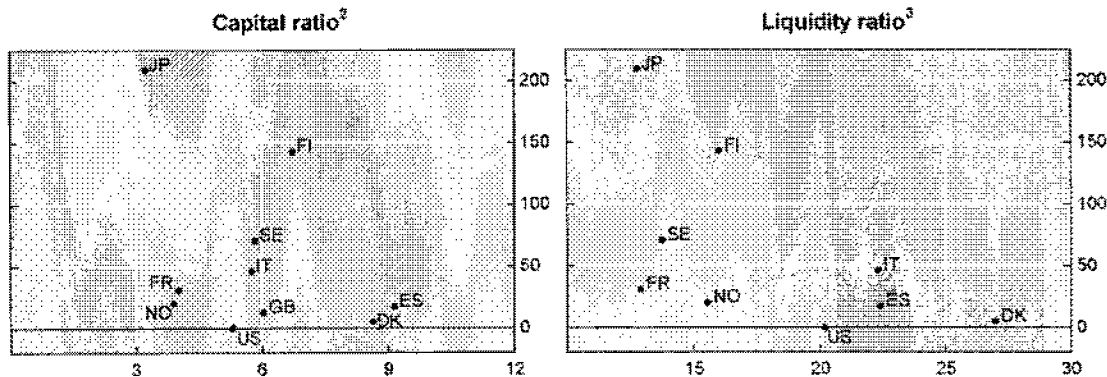 Capital ratio²
Liquidity ratio³
JP
FI
SE
IT
FR
NO
GB
ES
DK
US
200
150
100
50
0
3
6
9
12
JP
FI
SE
IT
FR
NO
ES
DK
US
200
150
100
50
0
15
20
25
30